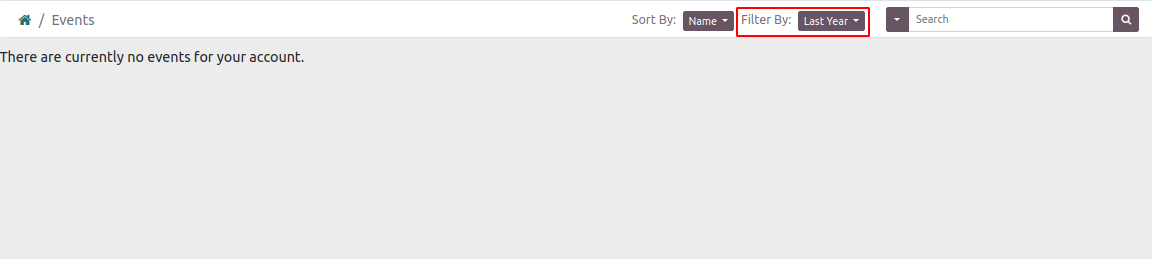 / Events Sort By: Name Filter By: Last Year Search
There are currently no events for your account.